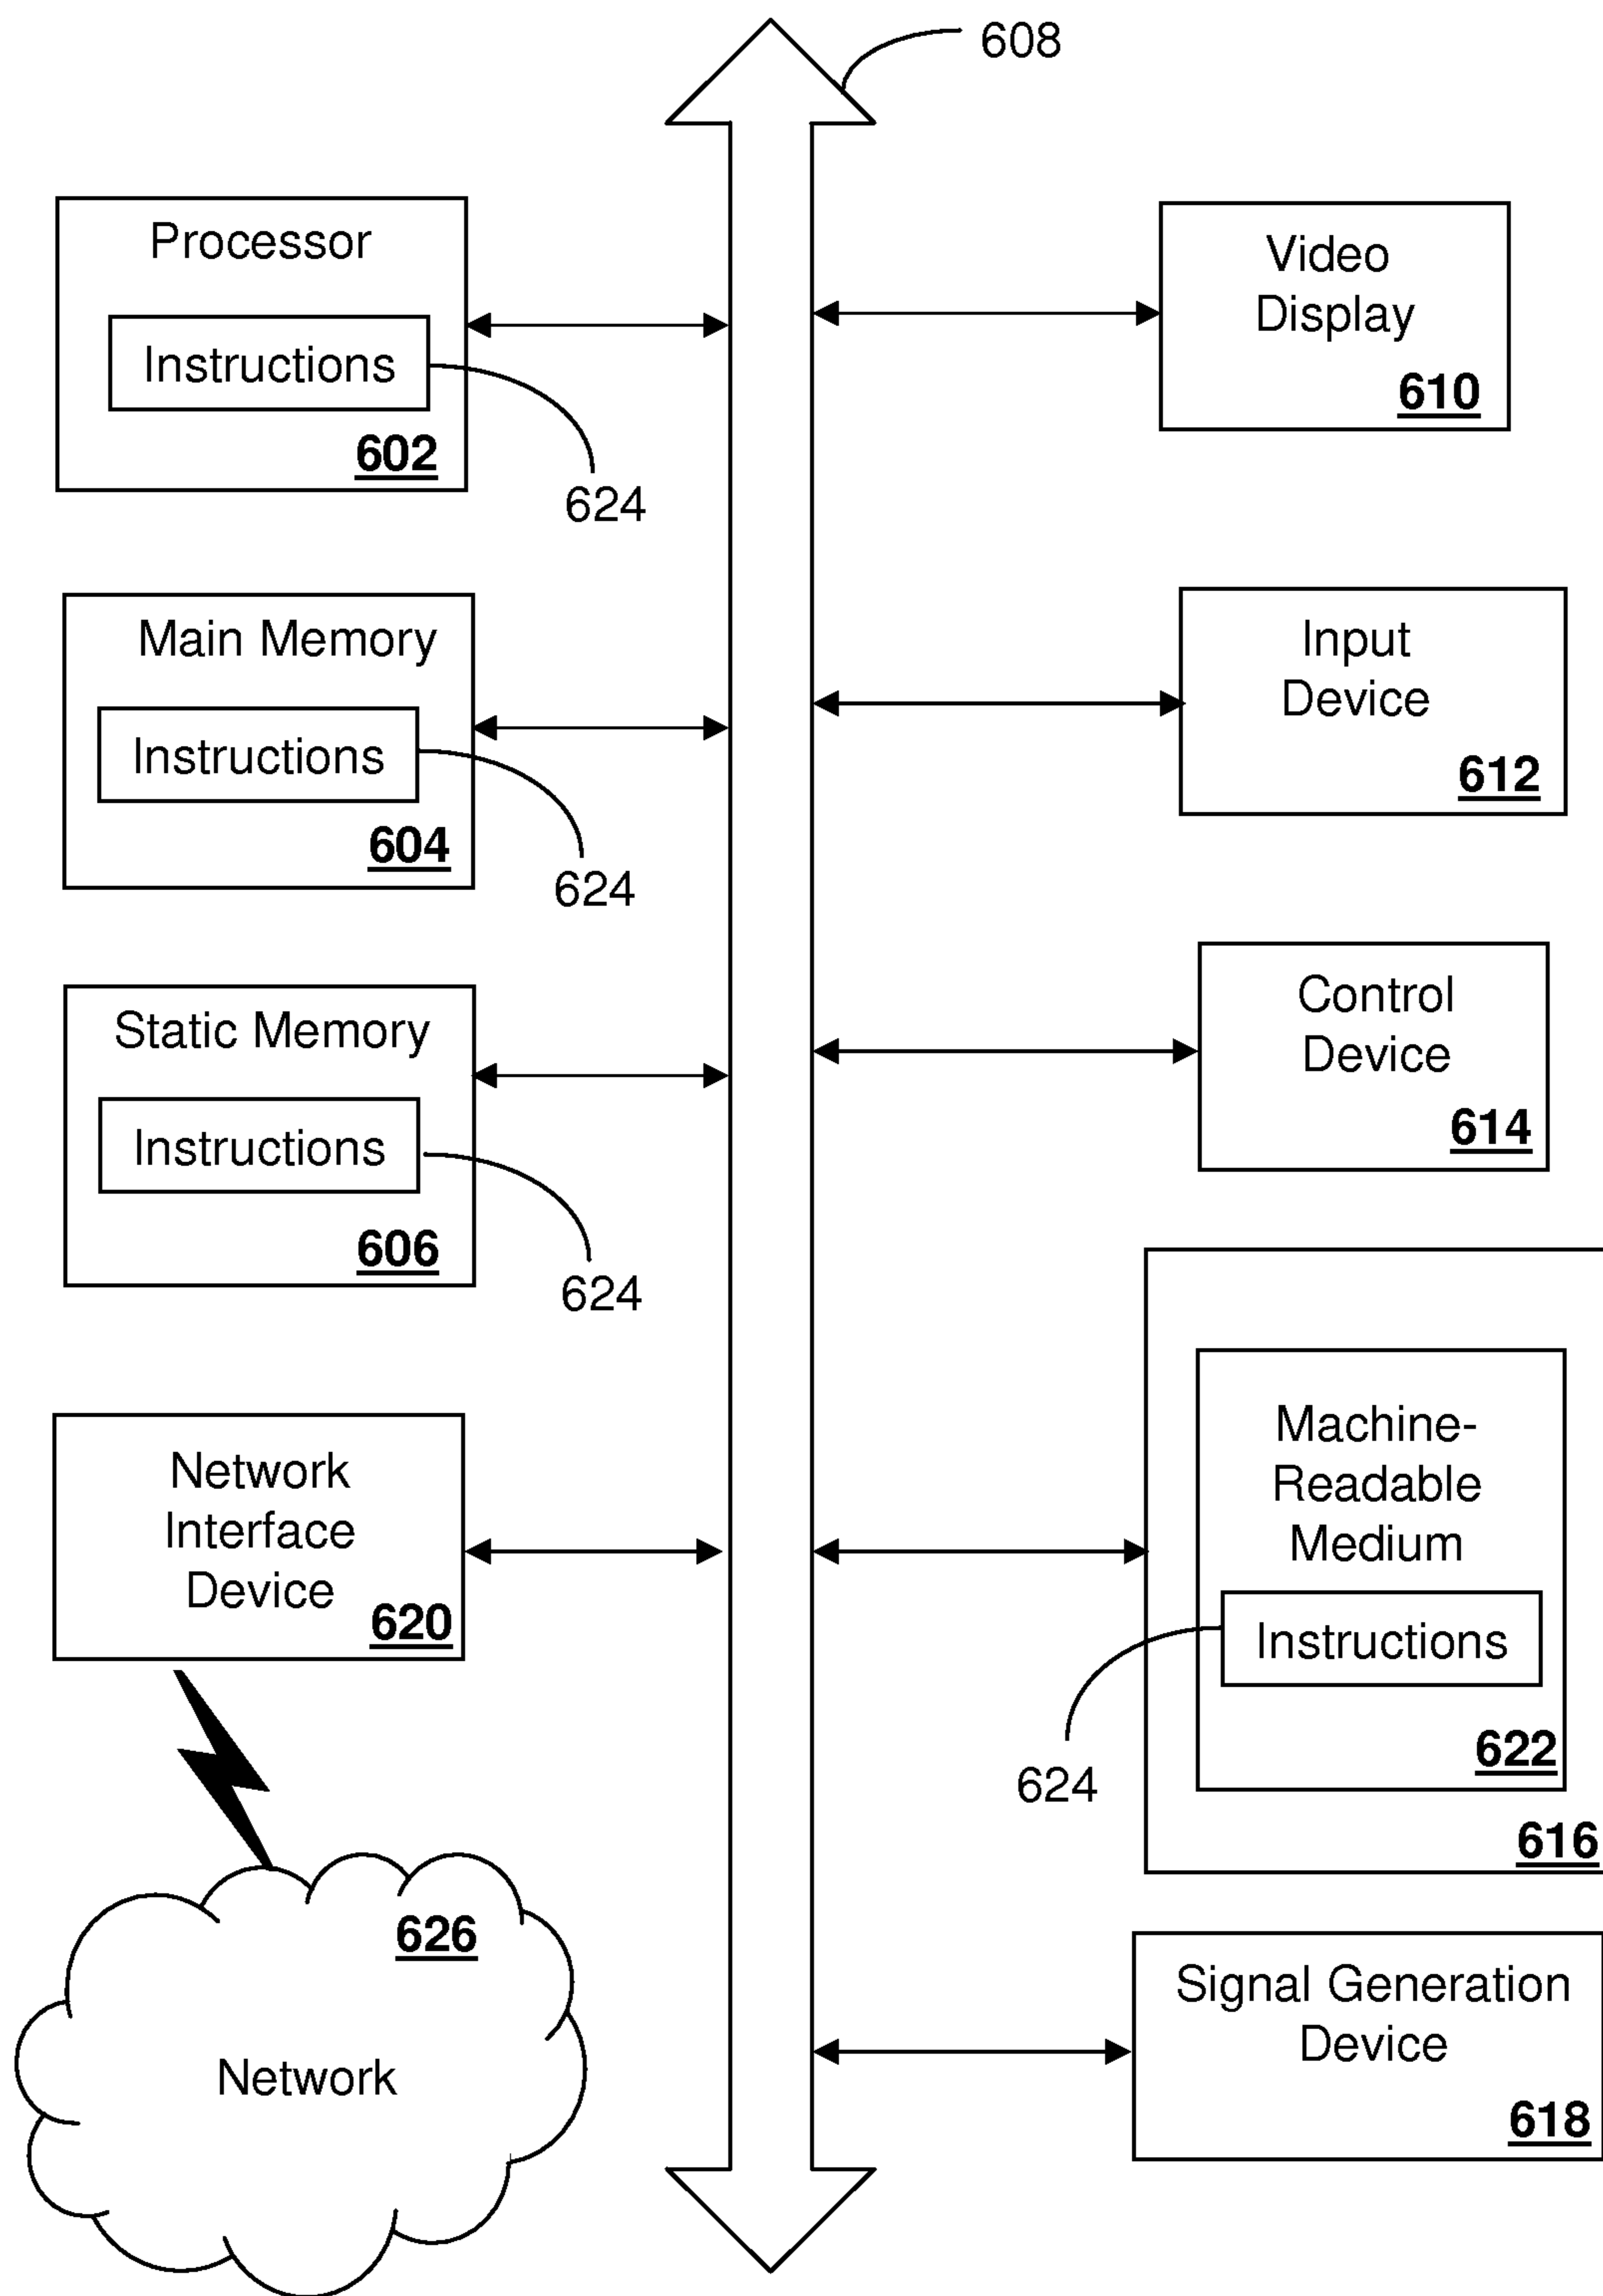 608
Processor
Instructions
602
624
Main Memory
Instructions
604
624
Static Memory
Instructions
606
624
Network
Interface
Device
620
626
Network
Video
Display
610
Input
Device
612
Control
Device
614
Machine-
Readable
Medium
Instructions
622
624
616
Signal Generation
Device
618